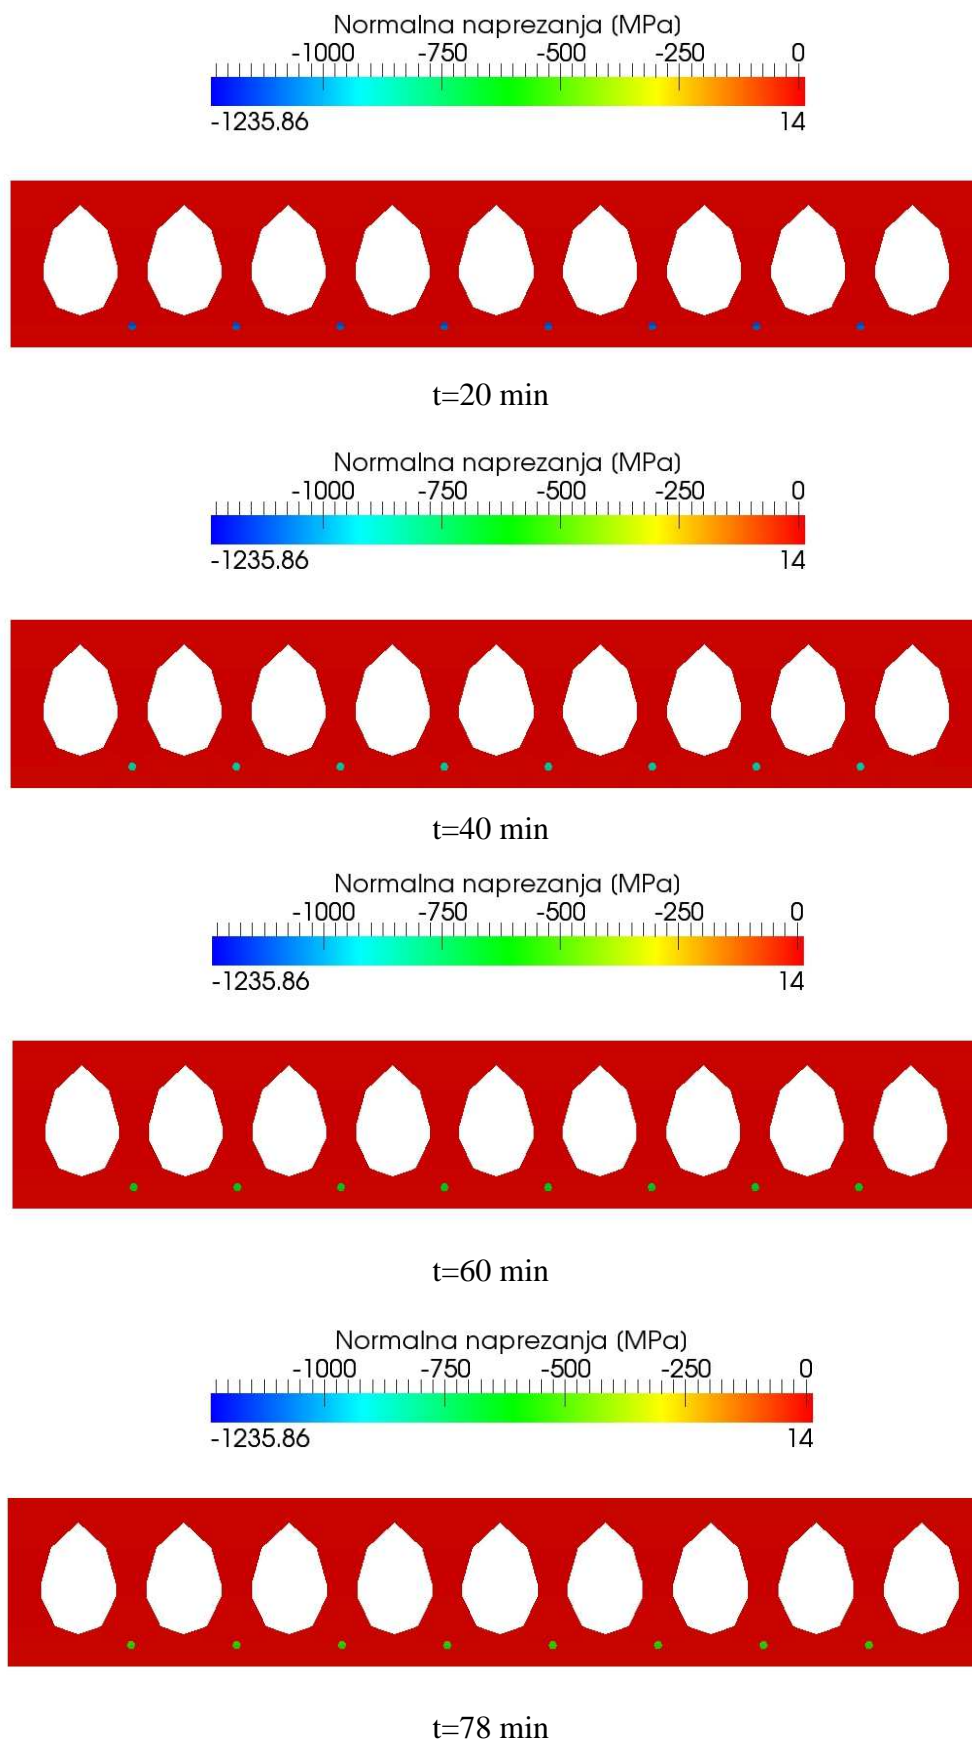 Normalna naprezanja (MPa)
-1000 -750 -500 -250 0
-1235.86 14
t=20 min
Normalna naprezanja (MPa)
-1000 -750 -500 -250 0
-1235.86 14
t=40 min
Normalna naprezanja (MPa)
-1000 -750 -500 -250 0
-1235.86 14
t=60 min
Normalna naprezanja (MPa)
-1000 -750 -500 -250 0
-1235.86 14
t=78 min